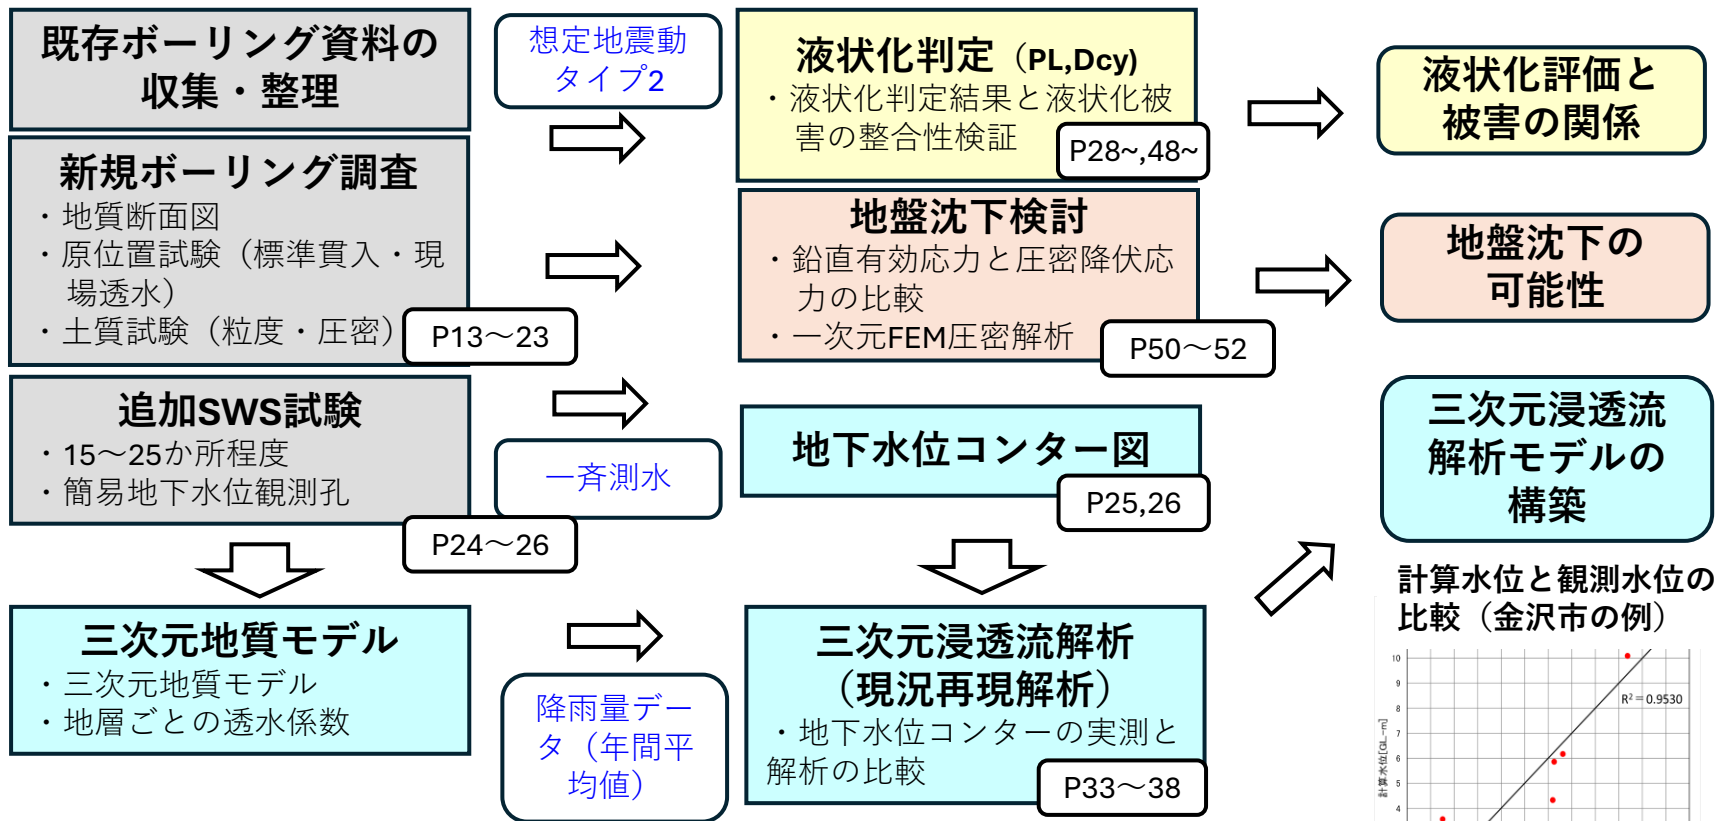 既存ボーリング資料の
収集・整理
新規ボーリング調査
・地質断面図
・原位置試験（標準貫入・現
場透水）
・土質試験（粒度・圧密）
P13～23
追加SWS試験
・15～25か所程度
・簡易地下水位観測孔
P24～26
三次元地質モデル
・三次元地質モデル
・地層ごとの透水係数
想定地震動
タイプ2
一斉測水
降雨量デー
タ（年間平
均値）
液状化判定（PL,Dcy)
・液状化判定結果と液状化被
害の整合性検証
P28~,48~
地盤沈下検討
・鉛直有効応力と圧密降伏応
力の比較
・一次元FEM圧密解析
P50～52
地下水位コンター図
P25,26
三次元浸透流解析
（現況再現解析）
・地下水位コンターの実測と
解析の比較
P33～38
液状化評価と
被害の関係
地盤沈下の
可能性
三次元浸透流
解析モデルの
構築
計算水位と観測水位の
比較（金沢市の例）
10
9
8
7
6
5
4
計算水位[GL-m]
R²＝0.9530